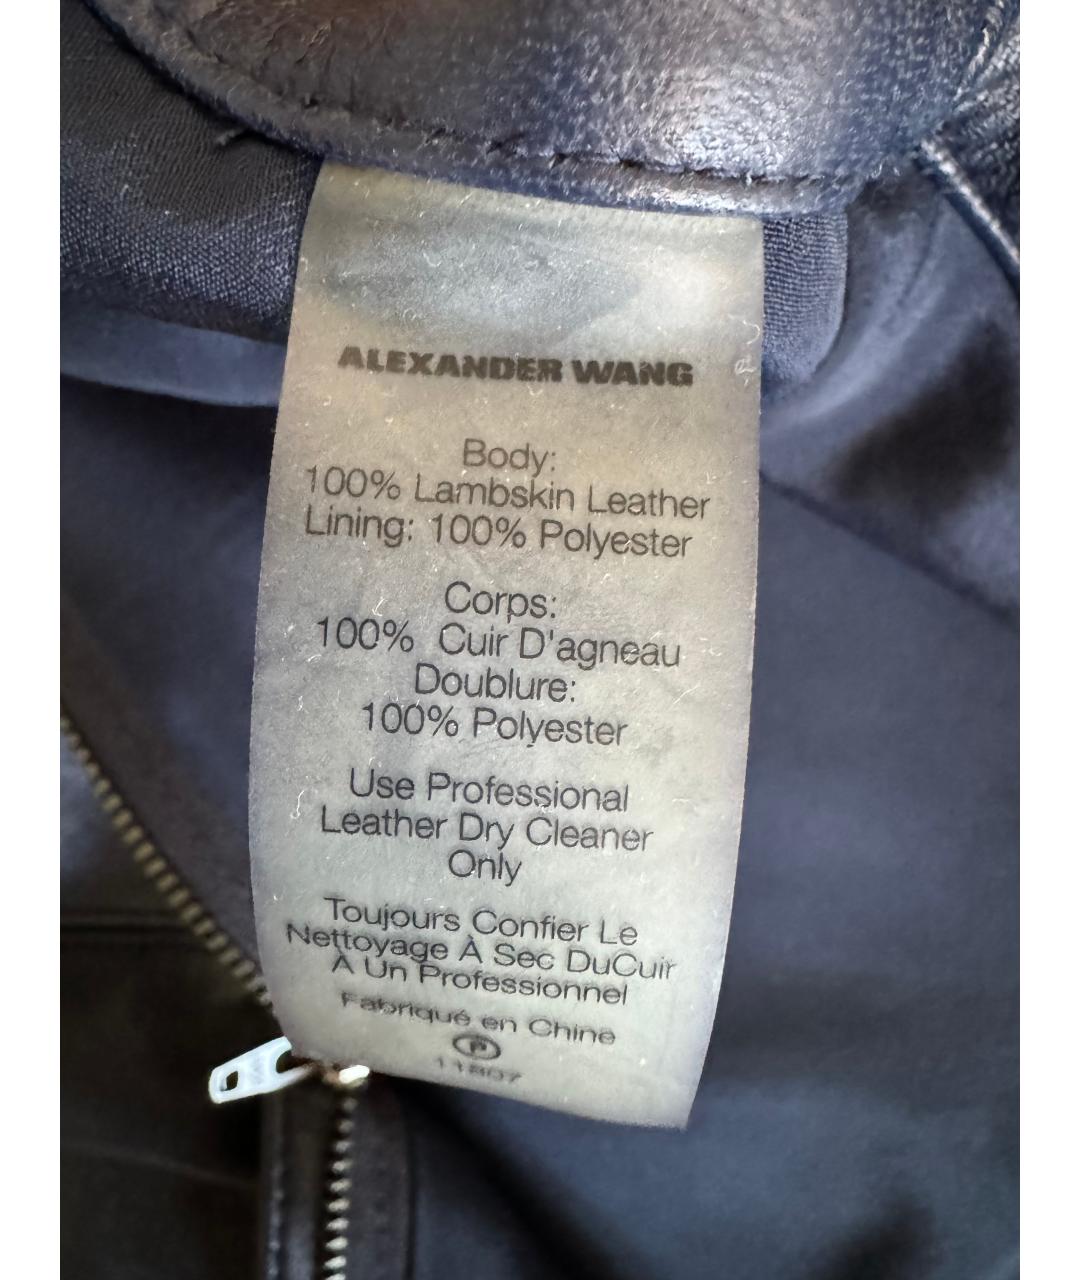 ALEXANDER WANG
Body:
100% Lambskin Leather
Lining: 100% Polyester
Corps:
100% Cuir D'agneau
Doublure:
100% Polyester
Use Professional
Leather Dry Cleaner
Only
Toujours Confier Le
Nettoyage À Sec DuCuir
À Un Professionnel
Fabriqué en Chine
P